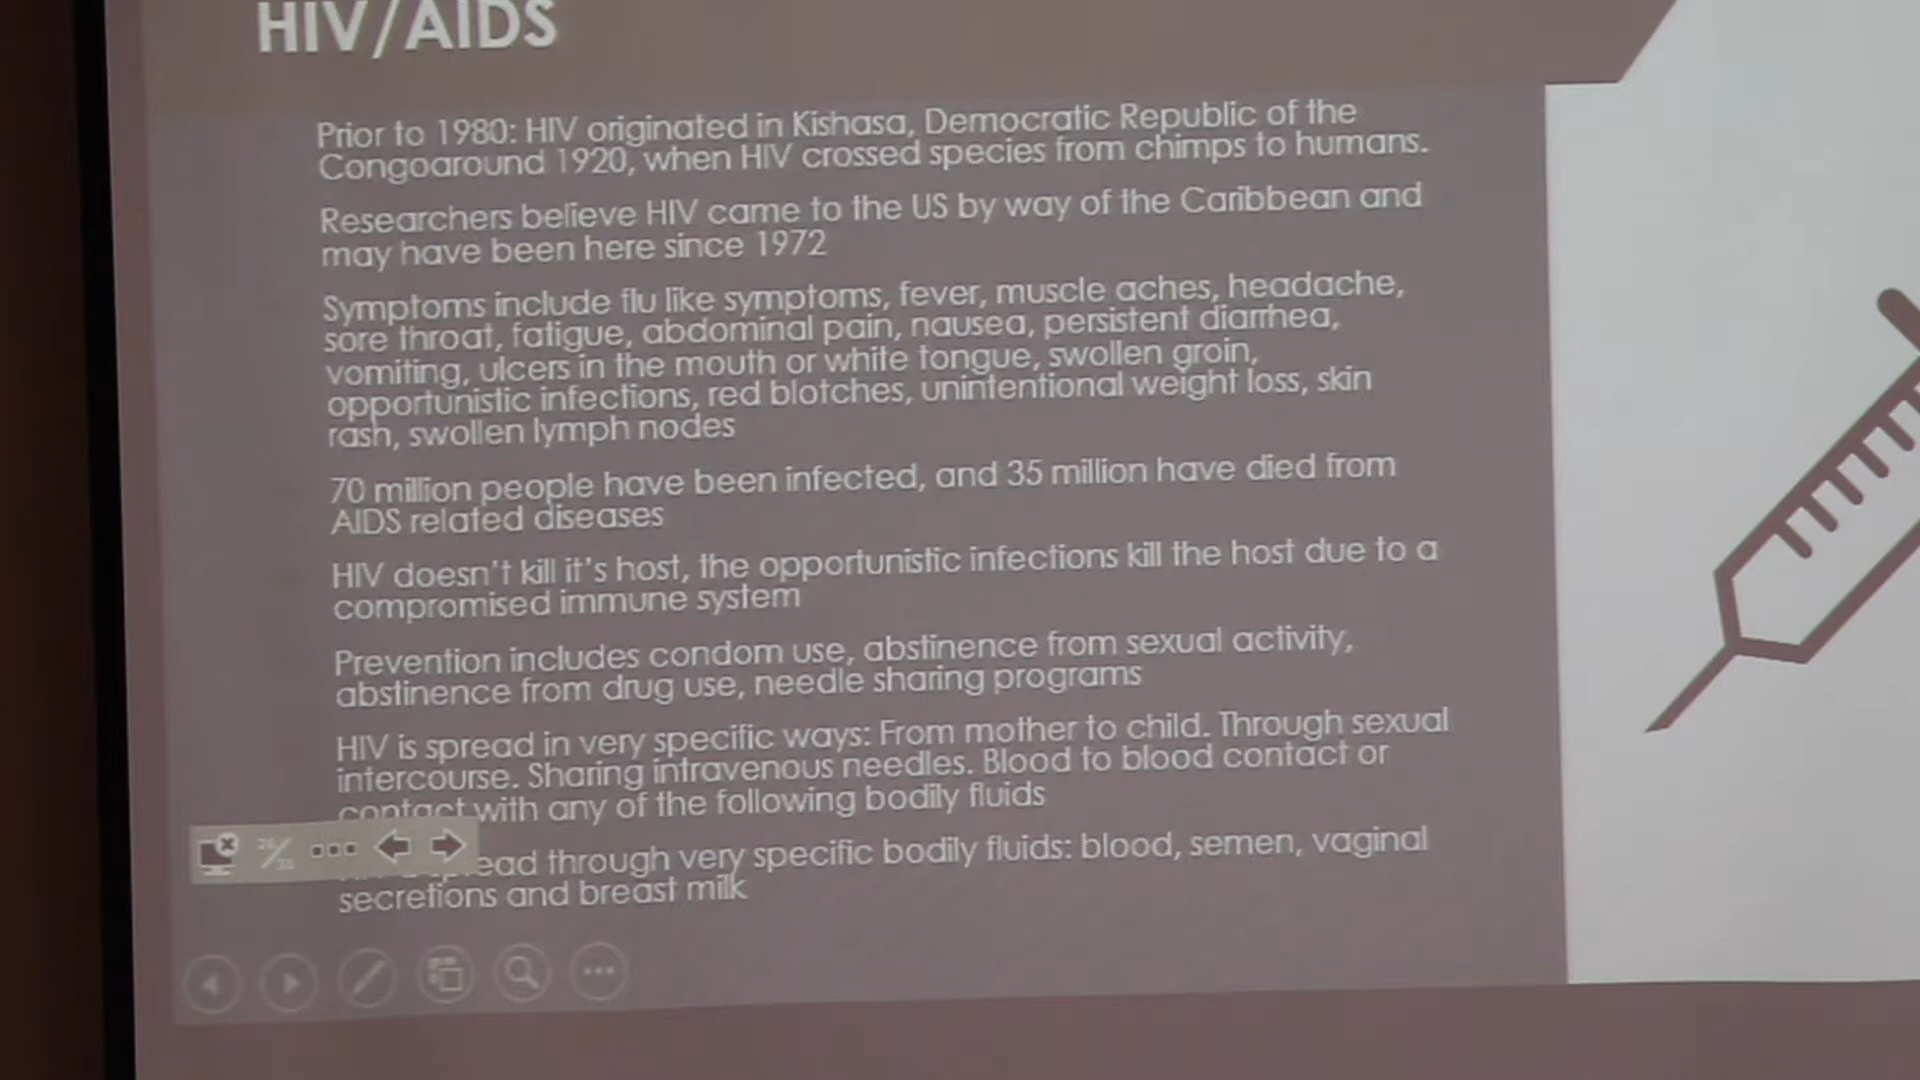 HIV/AIDS
Prior to 1980: HIV originated in Kishasa, Democratic Republic of the
Congoaround 1920, when HIV crossed species from chimps to humans.
Researchers believe HIV came to the US by way of the Caribbean and
may have been here since 1972
Symptoms include flu like symptoms, fever, muscle aches, headache,
sore throat, fatigue, abdominal pain, nausea, persistent diarrhea,
vomiting, ulcers in the mouth or white tongue, swollen groin,
opportunistic infections, red blotches, unintentional weight loss, skin
rash, swollen lymph nodes
70 million people have been infected, and 35 million have died from
AIDS related diseases
HIV doesn't kill it's host, the opportunistic infections kill the host due to a
compromised immune system
Prevention includes condom use, abstinence from sexual activity,
abstinence from drug use, needle sharing programs
HIV is spread in very specific ways: From mother to child. Through sexual
intercourse. Sharing intravenous needles. Blood to blood contact or
contact with any of the following bodily fluids
through very specific bodily fluids: blood, semen, vaginal
secretions and breast milk